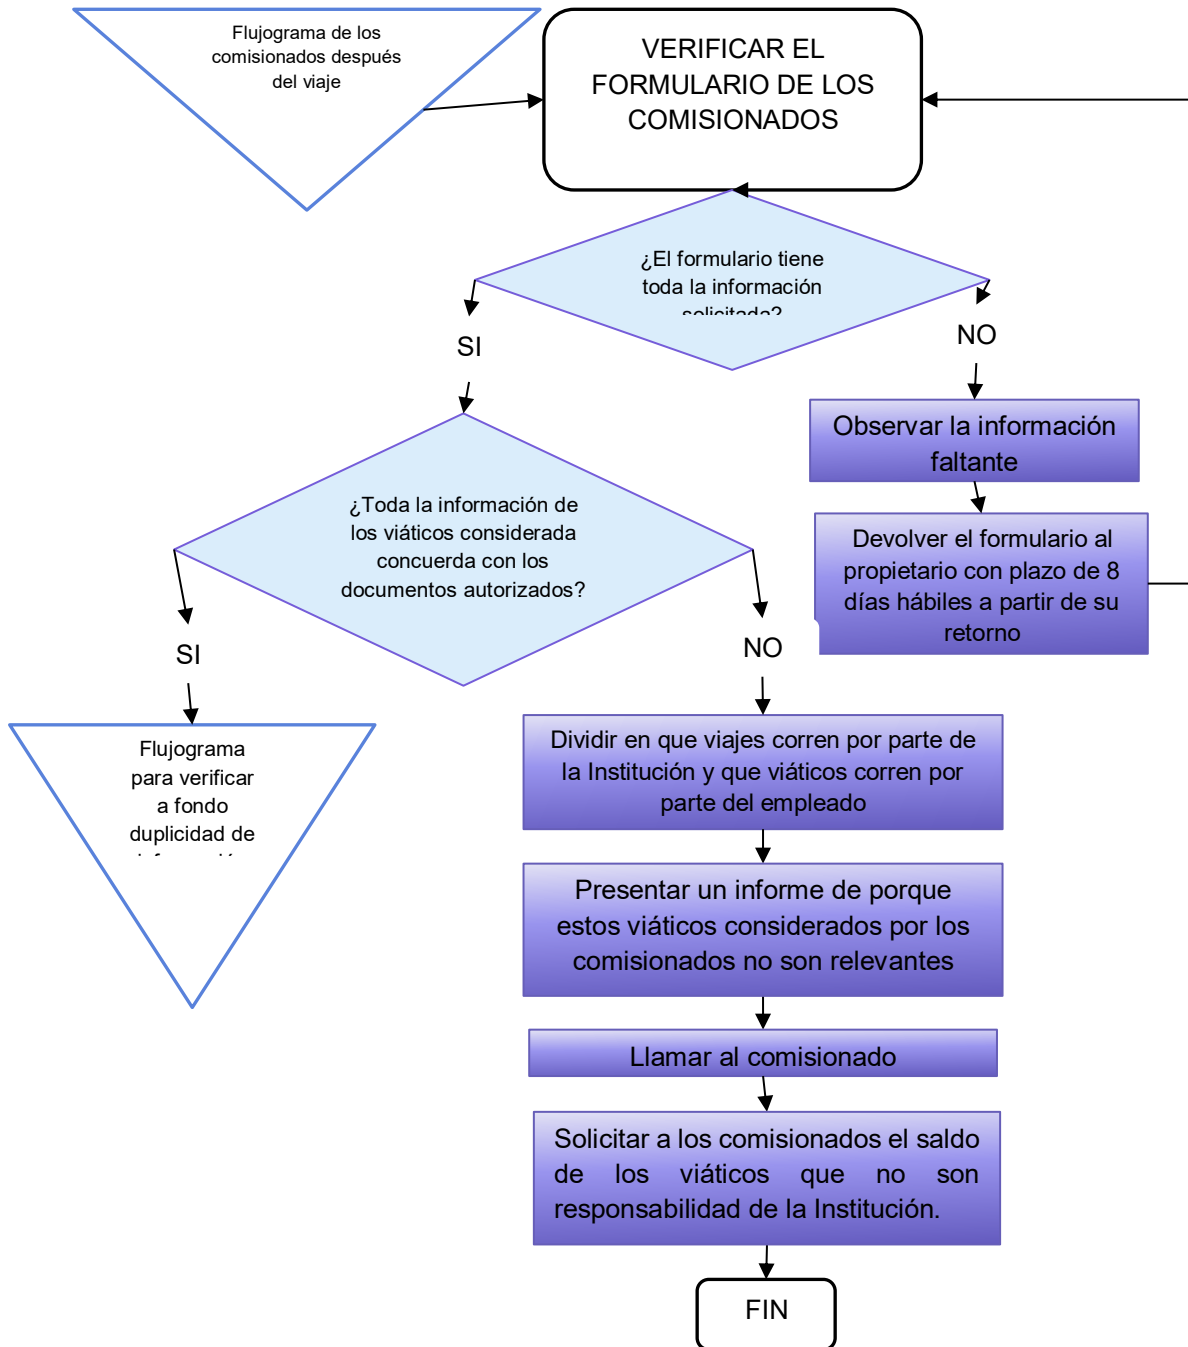 Flujograma de los
comisionados después
del viaje
VERIFICAR EL
FORMULARIO DE LOS
COMISIONADOS
¿El formulario tiene
toda la información
solicitada?
SI
NO
Observar la información
faltante
¿Toda la información de
los viáticos considerada
concuerda con los
documentos autorizados?
Devolver el formulario al
propietario con plazo de 8
días hábiles a partir de su
retorno
SI
NO
Flujograma
para verificar
a fondo
duplicidad de
Dividir en que viajes corren por parte de
la Institución y que viáticos corren por
parte del empleado
Presentar un informe de porque
estos viáticos considerados por los
comisionados no son relevantes
Llamar al comisionado
Solicitar a los comisionados el saldo
de los viáticos que no son
responsabilidad de la Institución.
FIN